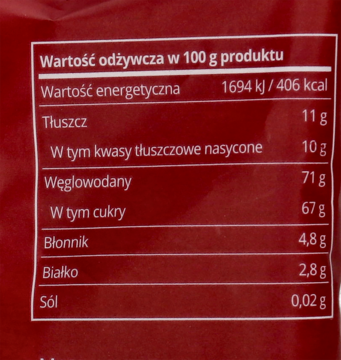 Wartość odżywcza w 100 g produktu
Wartość energetyczna 1694 kJ / 406 kcal
Tłuszcz 11 g
W tym kwasy tłuszczowe nasycone 10 g
Węglowodany 71 g
W tym cukry 67 g
Błonnik 4,8 g
Białko 2,8 g
Sól 0,02 g